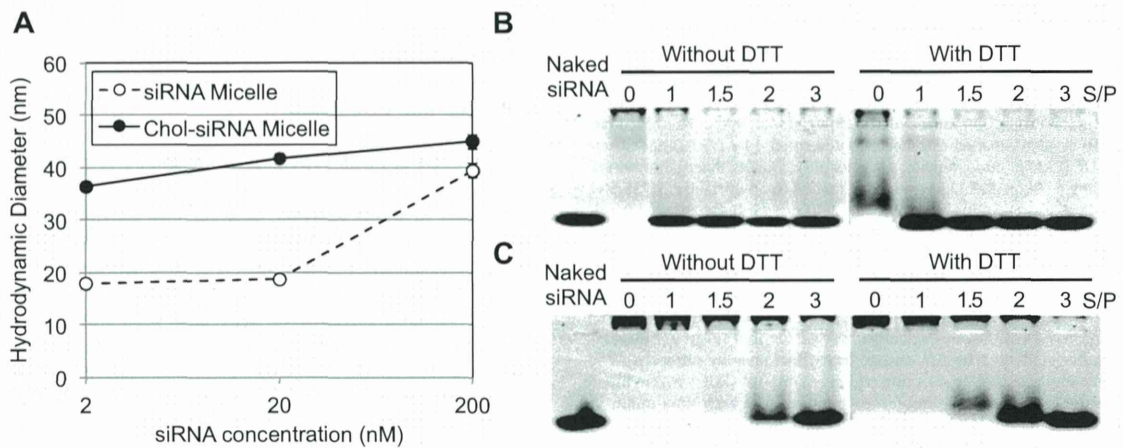 A
60
50
40
30
20
10
0
2
20
200
Hydrodynamic Diameter (nm)
siRNA concentration (nM)
siRNA Micelle
Chol-siRNA Micelle
B
Naked
siRNA
Without DTT
With DTT
0 1 1.5 2 3 0 1 1.5 2 3 S/P
C
Naked
siRNA
Without DTT
With DTT
0 1 1.5 2 3 0 1 1.5 2 3 S/P